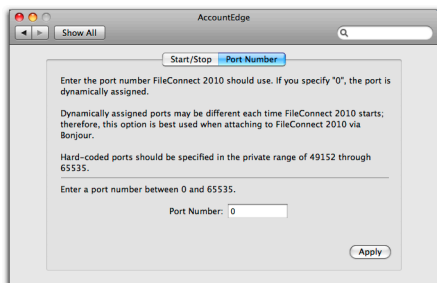 AccountEdge
Show All
Start/Stop Port Number
Enter the port number FileConnect 2010 should use. If you specify "0", the port is
dynamically assigned.
Dynamically assigned ports may be different each time FileConnect 2010 starts;
therefore, this option is best used when attaching to FileConnect 2010 via
Bonjour.
Hard-coded ports should be specified in the private range of 49152 through
65535.
Enter a port number between 0 and 65535.
Port Number: 0
Apply